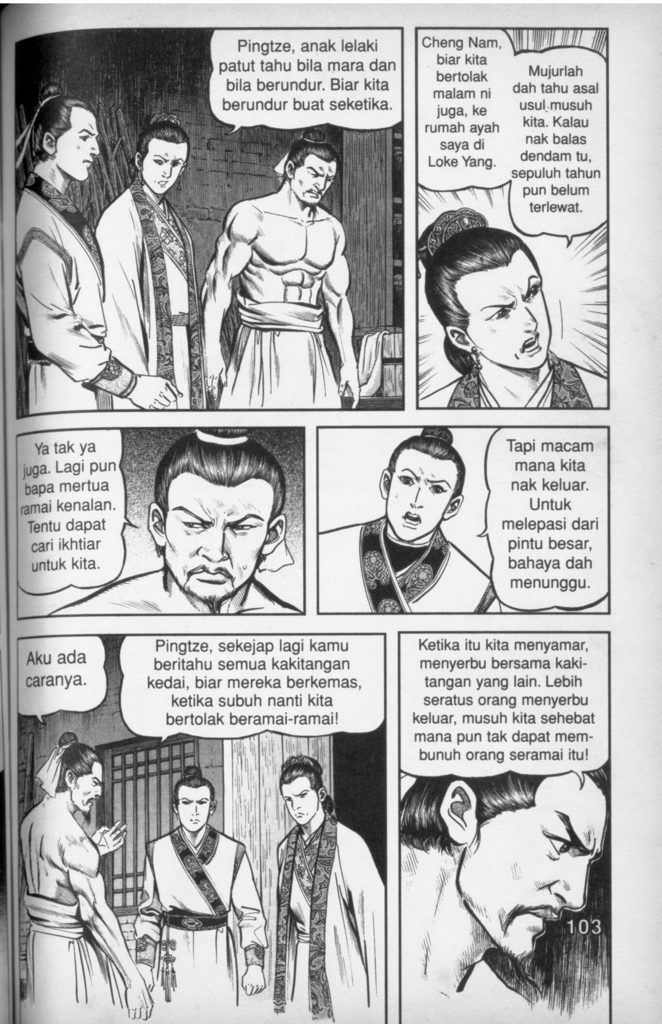 Pingtze, anak lelaki
patut tahu bila mara dan
bila berundur. Biar kita
berundur buat seketika.
Cheng Nam,
biar kita
bertolak
malam ni
juga, ke
rumah ayah
saya di
Loke Yang.
Mujurlah
dah tahu asal
usul musuh
kita. Kalau
nak balas
dendam tu,
sepuluh tahun
pun belum
terlewat.
Ya tak ya
juga. Lagi pun
bapa mertua
ramai kenalan.
Tentu dapat
cari ikhtiar
untuk kita.
Tapi macam
mana kita
nak keluar.
Untuk
melepasi dari
pintu besar,
bahaya dah
menunggu.
Aku ada
caranya.
Pingtze, sekejap lagi kamu
beritahu semua kakitangan
kedai, biar mereka berkemas,
ketika subuh nanti kita
bertolak beramai-ramai!
Ketika itu kita menyamar,
menyerbu bersama kaki-
tangan yang lain. Lebih
seratus orang menyerbu
keluar, musuh kita sehebat
mana pun tak dapat mem-
bunuh orang seramai itu!
103